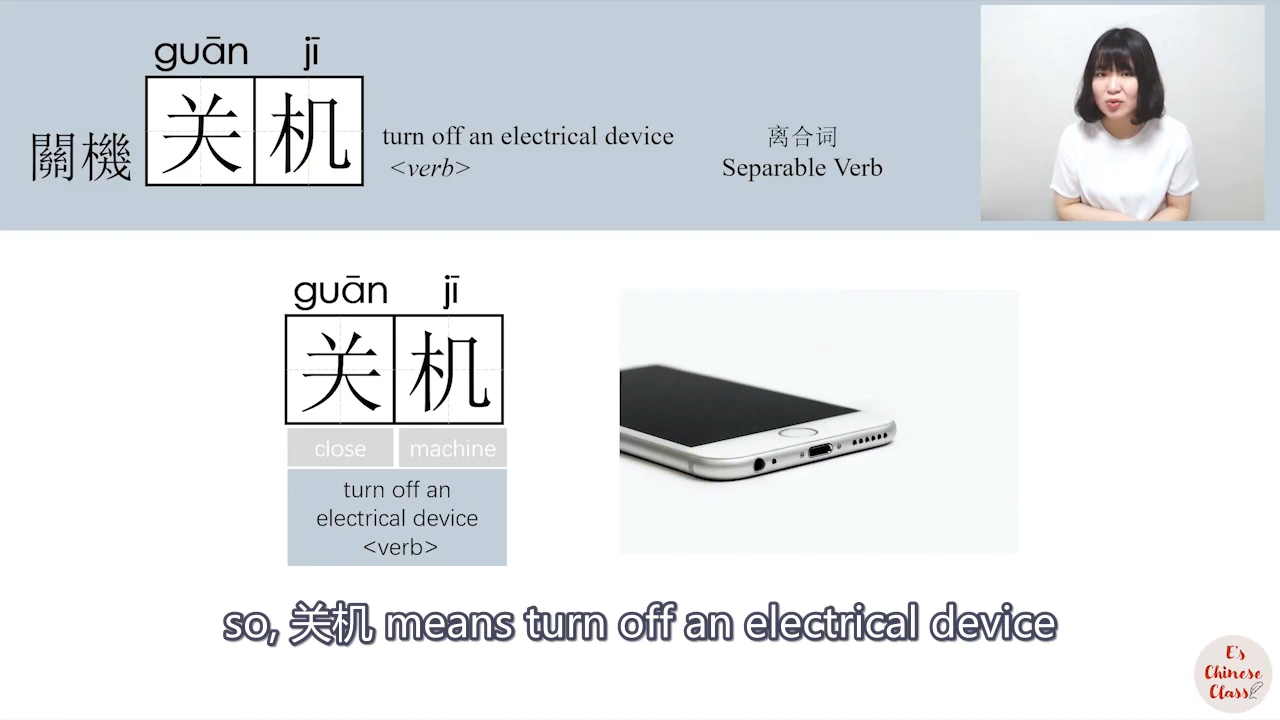 guān jī
關機 关机
turn off an electrical device
<verb>
离合词
Separable Verb
guān jī
关机
close machine
turn off an
electrical device
<verb>
so, 关机 means turn off an electrical device
E's
Chinese
Class